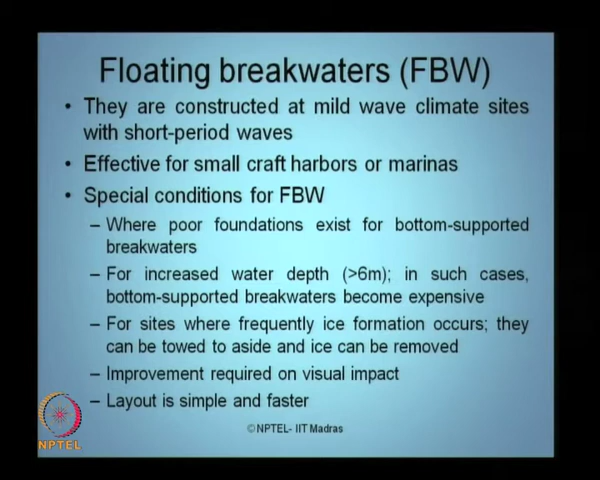 Floating breakwaters (FBW)
• They are constructed at mild wave climate sites
with short-period waves
• Effective for small craft harbors or marinas
• Special conditions for FBW
– Where poor foundations exist for bottom-supported
breakwaters
– For increased water depth (>6m); in such cases,
bottom-supported breakwaters become expensive
– For sites where frequently ice formation occurs; they
can be towed to aside and ice can be removed
– Improvement required on visual impact
– Layout is simple and faster
©NPTEL- IIT Madras
NPTEL